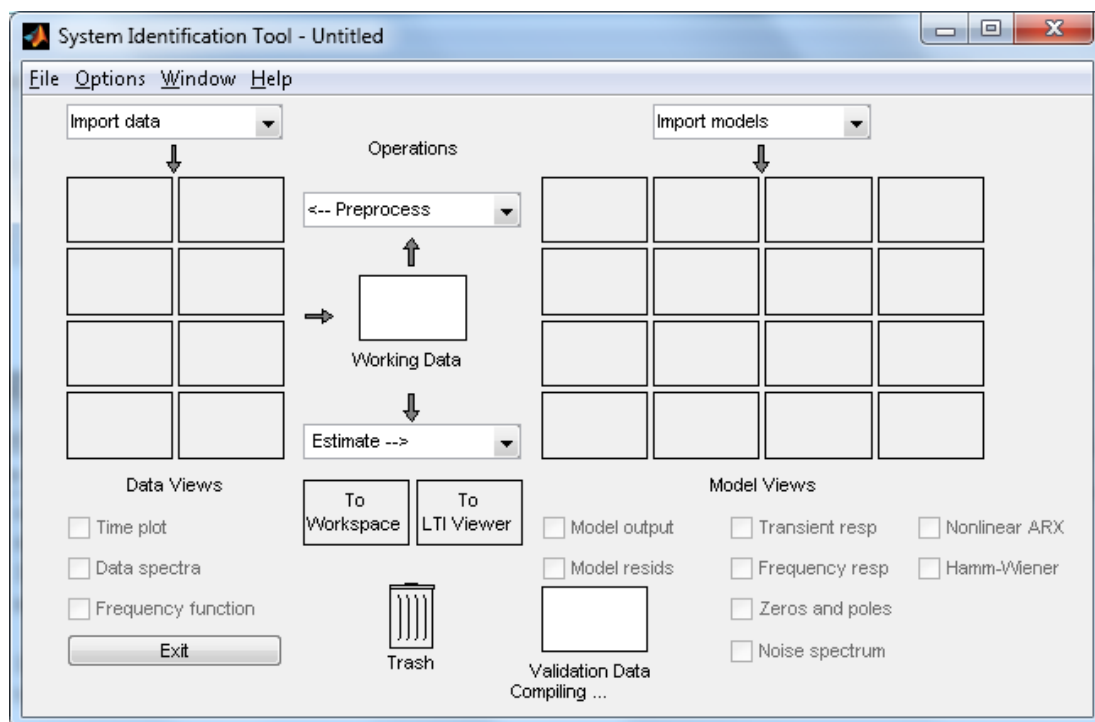 System Identification Tool - Untitled
File Options Window Help
Import data
Import models
Operations
<-- Preprocess
Working Data
Estimate -->
Data Views
To Workspace
To LTI Viewer
Model Views
Time plot
Model output
Transient resp
Nonlinear ARX
Data spectra
Model resids
Frequency resp
Hamm-Wiener
Frequency function
Zeros and poles
Exit
Trash
Noise spectrum
Validation Data
Compiling ...